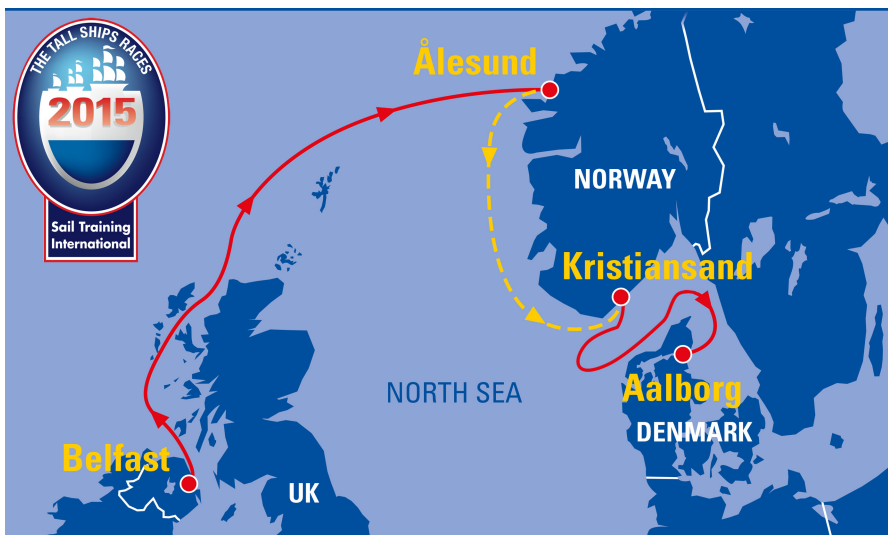 THE TALL SHIPS RACES
2015
Sail Training
International
Ålesund
NORWAY
Kristiansand
NORTH SEA
Aalborg
DENMARK
Belfast
UK